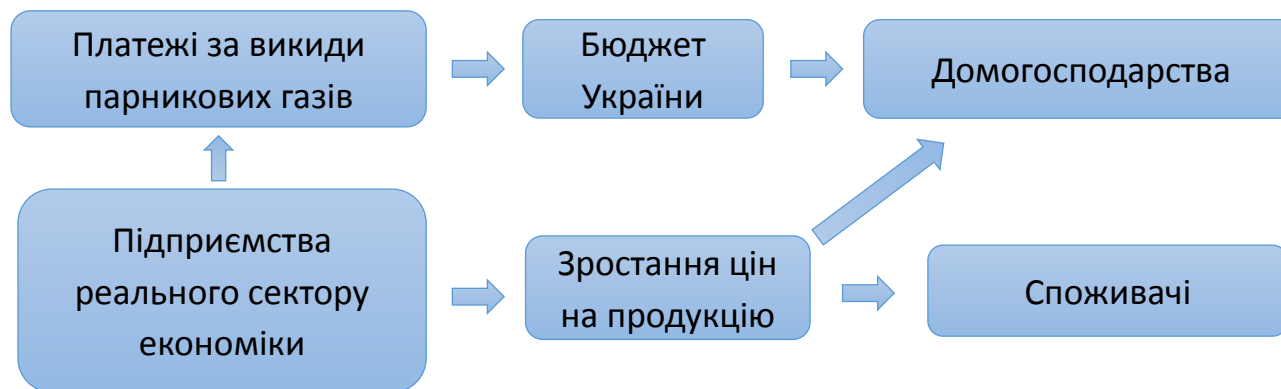 Платежі за викиди
парникових газів
Бюджет
України
Домогосподарства
Підприємства
реального сектору
економіки
Зростання цін
на продукцію
Споживачі